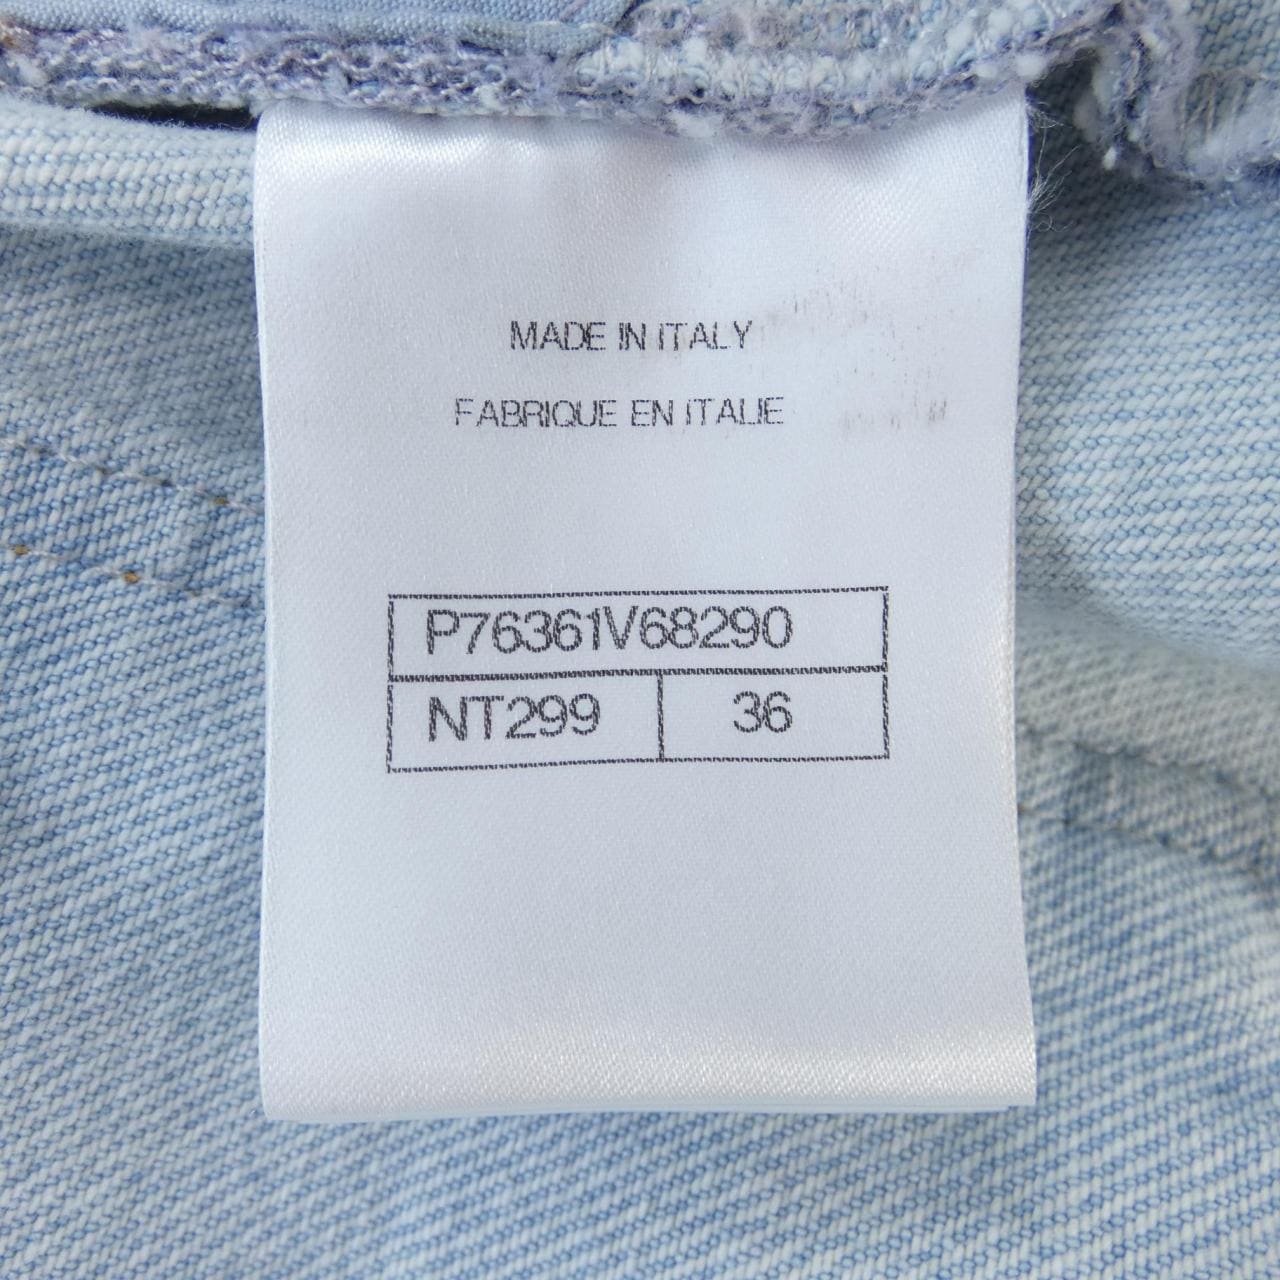 MADE IN ITALY
FABRIQUE EN ITALIE
P76361V68290
NT299 36